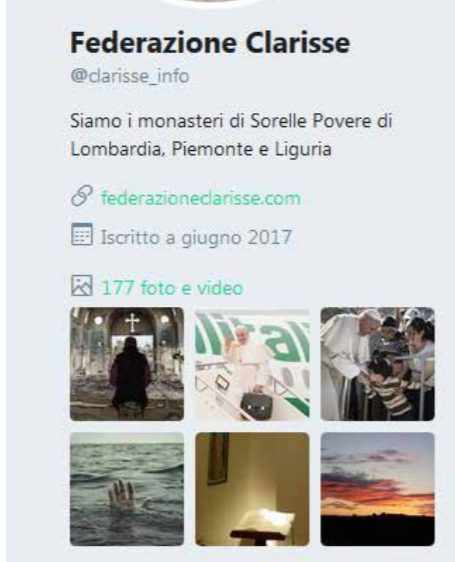 Federazione Clarisse
@clarisse_info
Siamo i monasteri di Sorelle Povere di
Lombardia, Piemonte e Liguria
federazioneclarisse.com
Iscritto a giugno 2017
177 foto e video